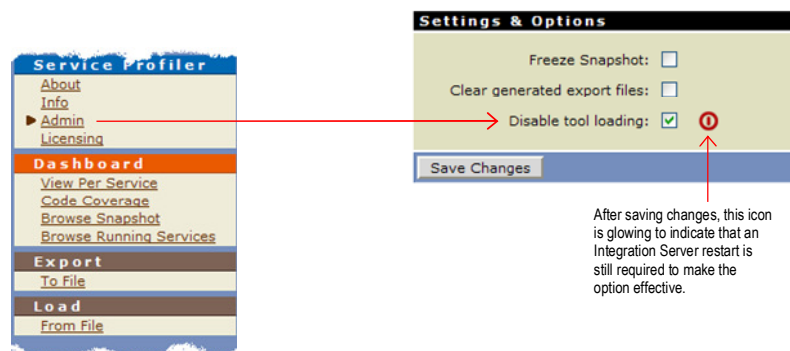 Service Profiler
About
Info
Admin
Licensing
Dashboard
View Per Service
Code Coverage
Browse Snapshot
Browse Running Services
Export
To File
Load
From File
Settings & Options
Freeze Snapshot:
Clear generated export files:
Disable tool loading:
Save Changes
After saving changes, this icon
is glowing to indicate that an
Integration Server restart is
still required to make the
option effective.